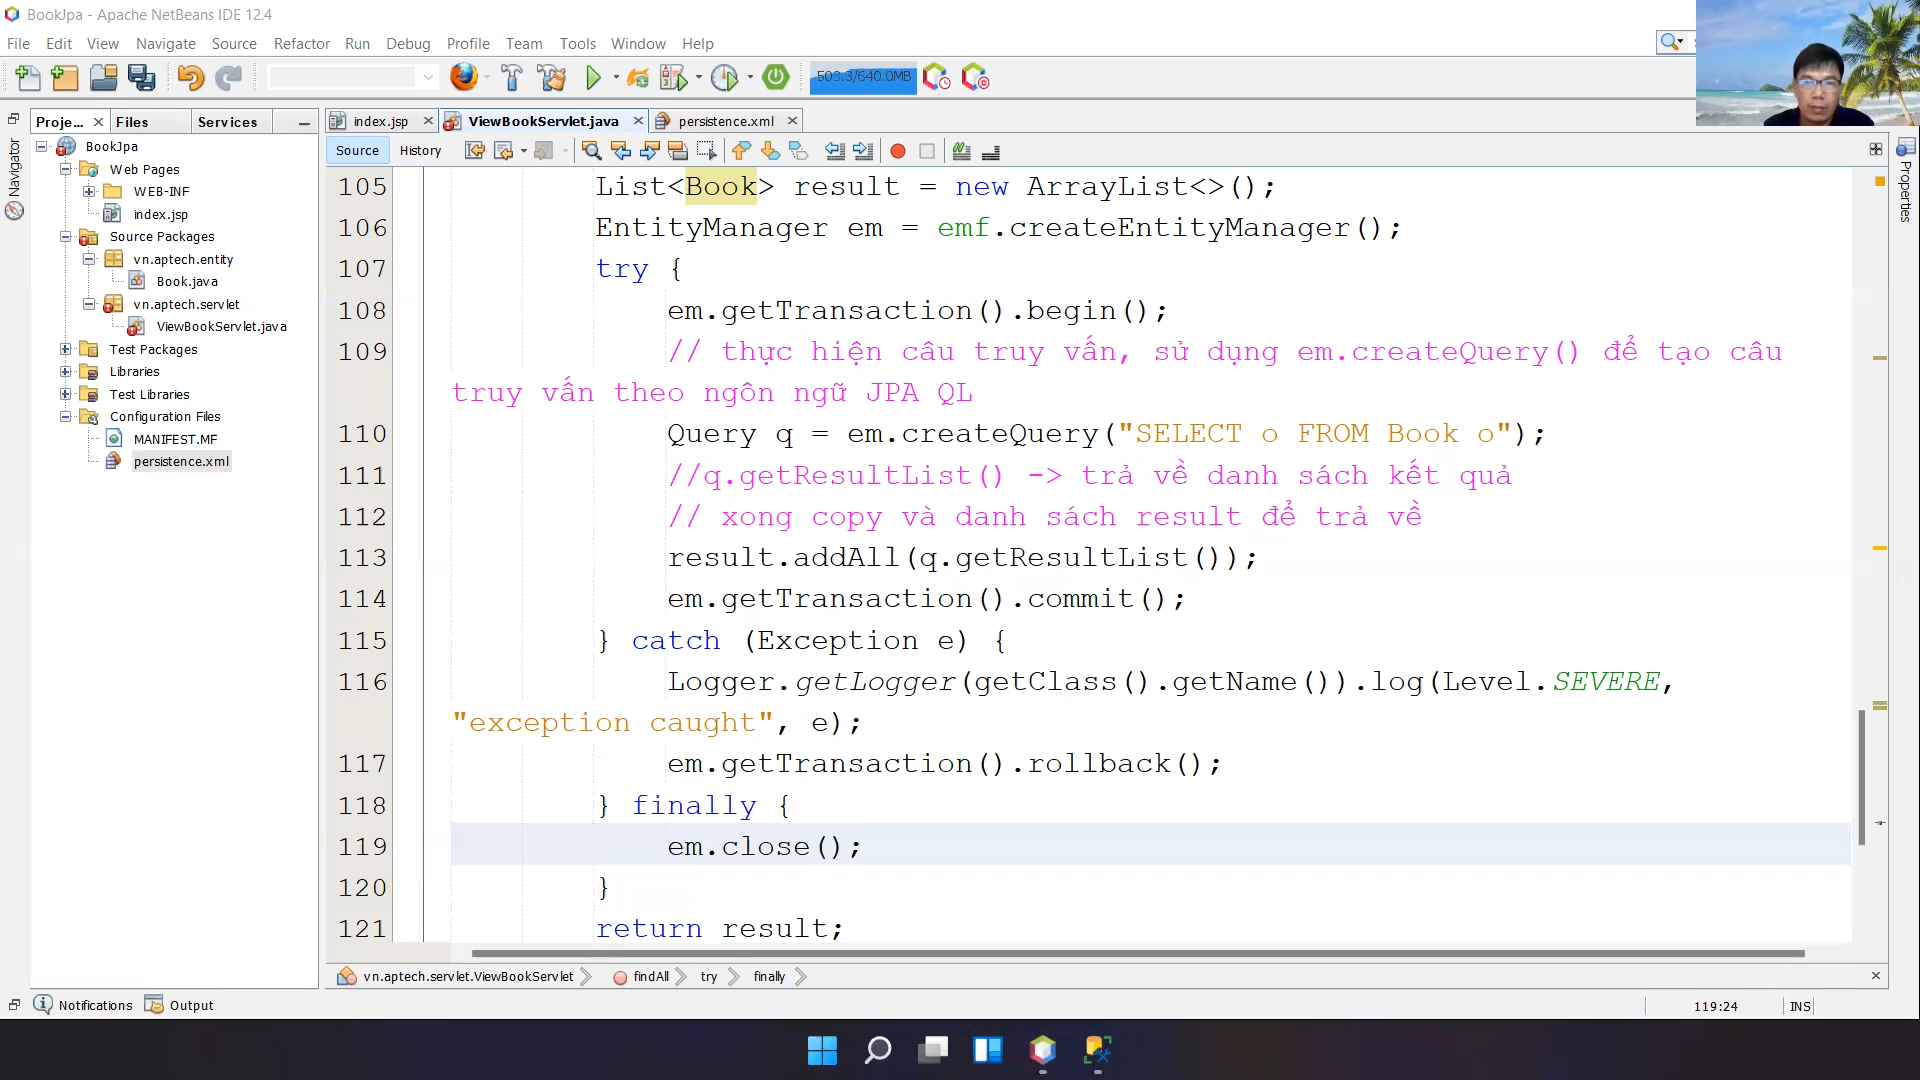 BookJpa - Apache NetBeans IDE 12.4
File Edit View Navigate Source Refactor Run Debug Profile Team Tools Window Help
Proje... Files Services
index.jsp ViewBookServlet.java persistence.xml
Source History
Navigator
Properties
BookJpa
Web Pages
WEB-INF
index.jsp
Source Packages
vn.aptech.entity
Book.java
vn.aptech.servlet
ViewBookServlet.java
Test Packages
Libraries
Test Libraries
Configuration Files
MANIFEST.MF
persistence.xml
105 List<Book> result = new ArrayList<>();
106 EntityManager em = emf.createEntityManager();
107 try {
108 em.getTransaction().begin();
109 // thực hiện câu truy vấn, sử dụng em.createQuery() để tạo câu
truy vấn theo ngôn ngữ JPA QL
110 Query q = em.createQuery("SELECT o FROM Book o");
111 //q.getResultList() -> trả về danh sách kết quả
112 // xong copy và danh sách result để trả về
113 result.addAll(q.getResultList());
114 em.getTransaction().commit();
115 } catch (Exception e) {
116 Logger.getLogger(getClass().getName()).log(Level.SEVERE,
"exception caught", e);
117 em.getTransaction().rollback();
118 } finally {
119 em.close();
120 }
121 return result;
vn.aptech.servlet.ViewBookServlet findAll try finally
Notifications Output
119:24 INS